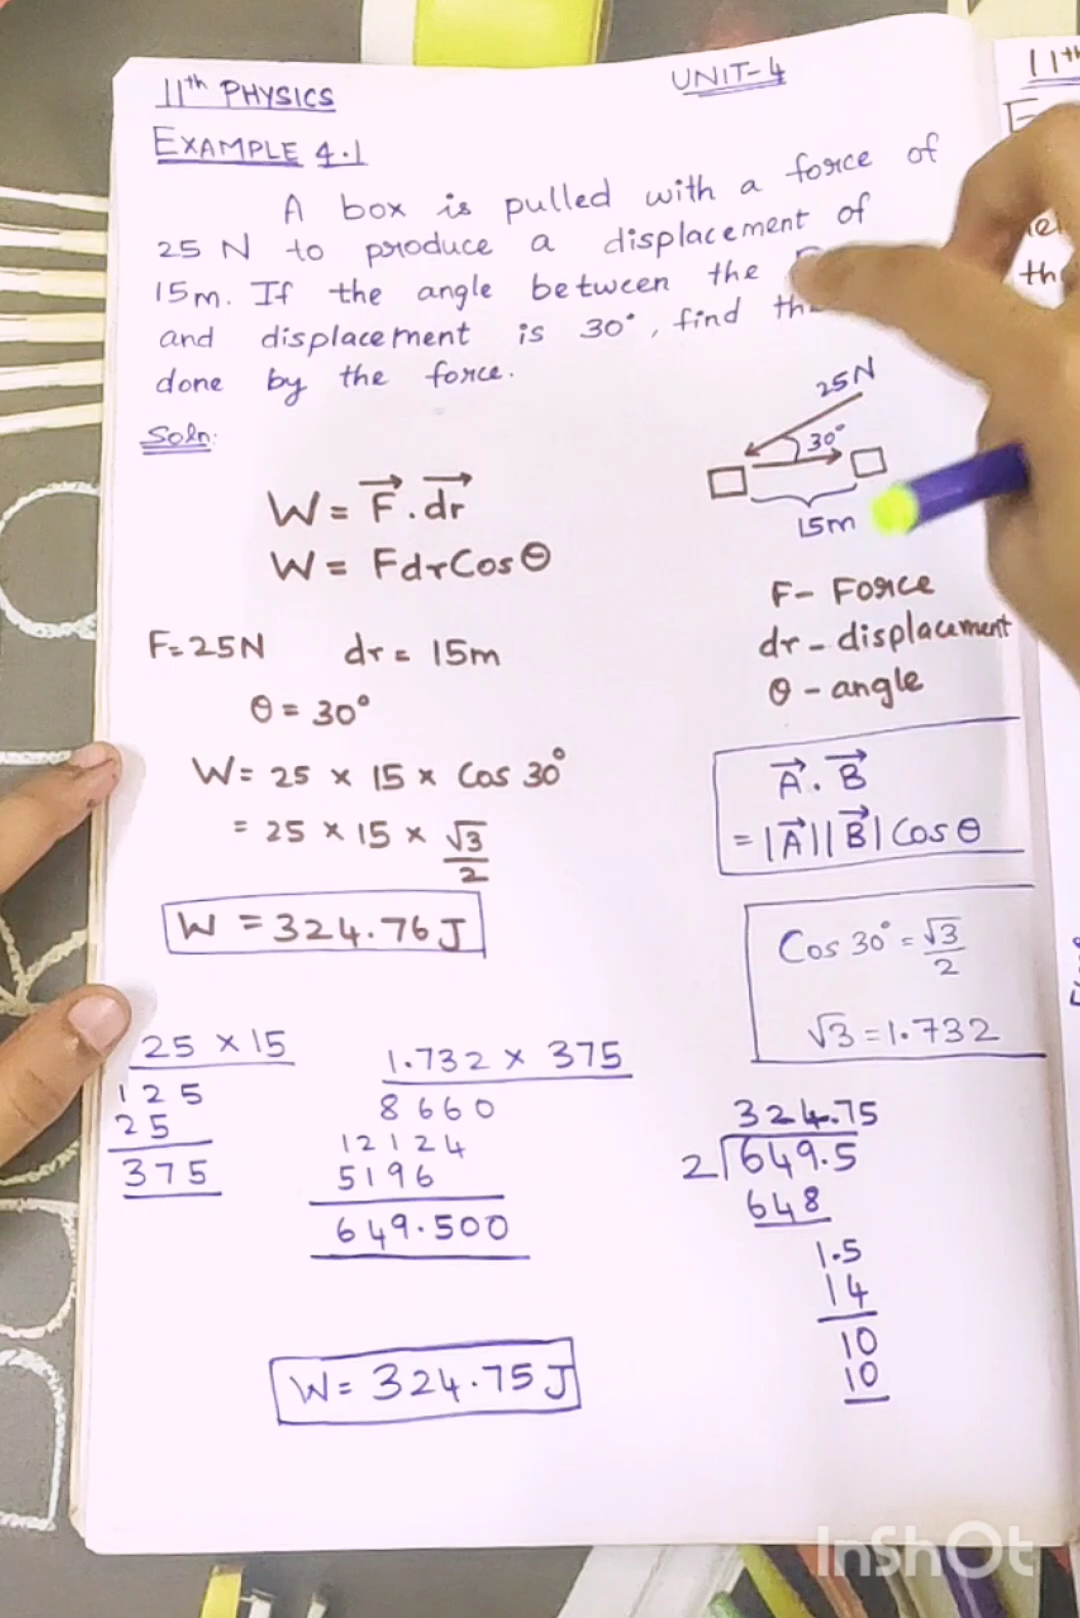 11th PHYSICS
UNIT-4
EXAMPLE 4.1
A box is pulled with a force of
25 N to produce a displacement of
15m. If the angle between the
and displacement is 30°, find
done by the force.
Soln:
25N
30°
15m
W = F⃗ . dr⃗
W = Fdr Cos θ
F - Force
dr - displacement
θ - angle
F = 25N dr = 15m
θ = 30°
W = 25 × 15 × Cos 30°
= 25 × 15 × √3/2
W = 324.76 J
A⃗ . B⃗
= |A⃗||B⃗| Cos θ
Cos 30° = √3/2
√3 = 1.732
25 × 15
125
25
375
1.732 × 375
8660
12124
5196
649.500
324.75
2 649.5
648
1.5
14
10
10
W = 324.75 J
11th
th
InShOt